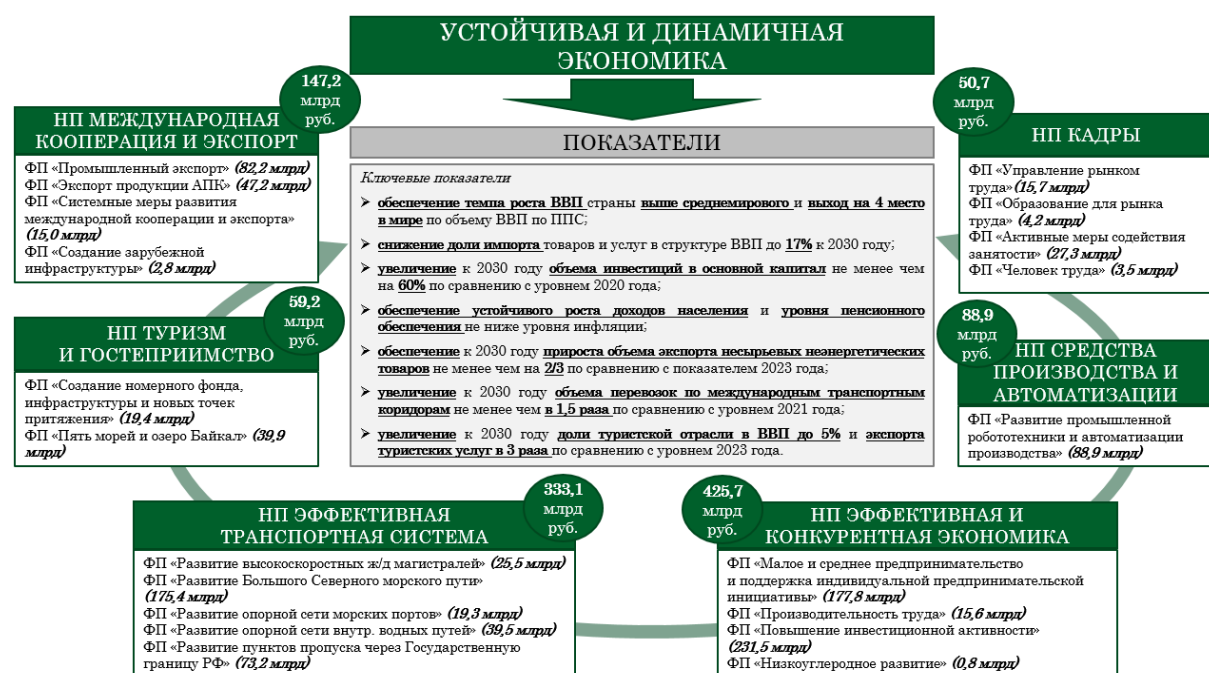 УСТОЙЧИВАЯ И ДИНАМИЧНАЯ
ЭКОНОМИКА
147,2
млрд
руб.
НП МЕЖДУНАРОДНАЯ
КООПЕРАЦИЯ И ЭКСПОРТ
ФП «Промышленный экспорт» (82,2 млрд)
ФП «Экспорт продукции АПК» (47,2 млрд)
ФП «Системные меры развития
международной кооперации и экспорта»
(15,0 млрд)
ФП «Создание зарубежной
инфраструктуры» (2,8 млрд)
59,2
млрд
руб.
НП ТУРИЗМ
И ГОСТЕПРИИМСТВО
ФП «Создание номерного фонда,
инфраструктуры и новых точек
притяжения» (19,4 млрд)
ФП «Пять морей и озеро Байкал» (39,9
млрд)
ПОКАЗАТЕЛИ
Ключевые показатели
➢ обеспечение темпа роста ВВП страны выше среднемирового и выход на 4 место
в мире по объему ВВП по ППС;
➢ снижение доли импорта товаров и услуг в структуре ВВП до 17% к 2030 году;
➢ увеличение к 2030 году объема инвестиций в основной капитал не менее чем
на 60% по сравнению с уровнем 2020 года;
➢ обеспечение устойчивого роста доходов населения и уровня пенсионного
обеспечения не ниже уровня инфляции;
➢ обеспечение к 2030 году прироста объема экспорта несырьевых неэнергетических
товаров не менее чем на 2/3 по сравнению с показателем 2023 года;
➢ увеличение к 2030 году объема перевозок по международным транспортным
коридорам не менее чем в 1,5 раза по сравнению с уровнем 2021 года;
➢ увеличение к 2030 году доли туристской отрасли в ВВП до 5% и экспорта
туристских услуг в 3 раза по сравнению с уровнем 2023 года.
50,7
млрд
руб.
НП КАДРЫ
ФП «Управление рынком
труда»(15,7 млрд)
ФП «Образование для рынка
труда» (4,2 млрд)
ФП «Активные меры содействия
занятости» (27,3 млрд)
ФП «Человек труда» (3,5 млрд)
88,9
млрд
руб.
НП СРЕДСТВА
ПРОИЗВОДСТВА И
АВТОМАТИЗАЦИИ
ФП «Развитие промышленной
робототехники и автоматизации
производства» (88,9 млрд)
333,1
млрд
руб.
НП ЭФФЕКТИВНАЯ
ТРАНСПОРТНАЯ СИСТЕМА
ФП «Развитие высокоскоростных ж/д магистралей» (25,5 млрд)
ФП «Развитие Большого Северного морского пути»
(175,4 млрд)
ФП «Развитие опорной сети морских портов» (19,3 млрд)
ФП «Развитие опорной сети внутр. водных путей» (39,5 млрд)
ФП «Развитие пунктов пропуска через Государственную
границу РФ» (73,2 млрд)
425,7
млрд
руб.
НП ЭФФЕКТИВНАЯ И
КОНКУРЕНТНАЯ ЭКОНОМИКА
ФП «Малое и среднее предпринимательство
и поддержка индивидуальной предпринимательской
инициативы» (177,8 млрд)
ФП «Производительность труда» (15,6 млрд)
ФП «Повышение инвестиционной активности»
(231,5 млрд)
ФП «Низкоуглеродное развитие» (0,8 млрд)